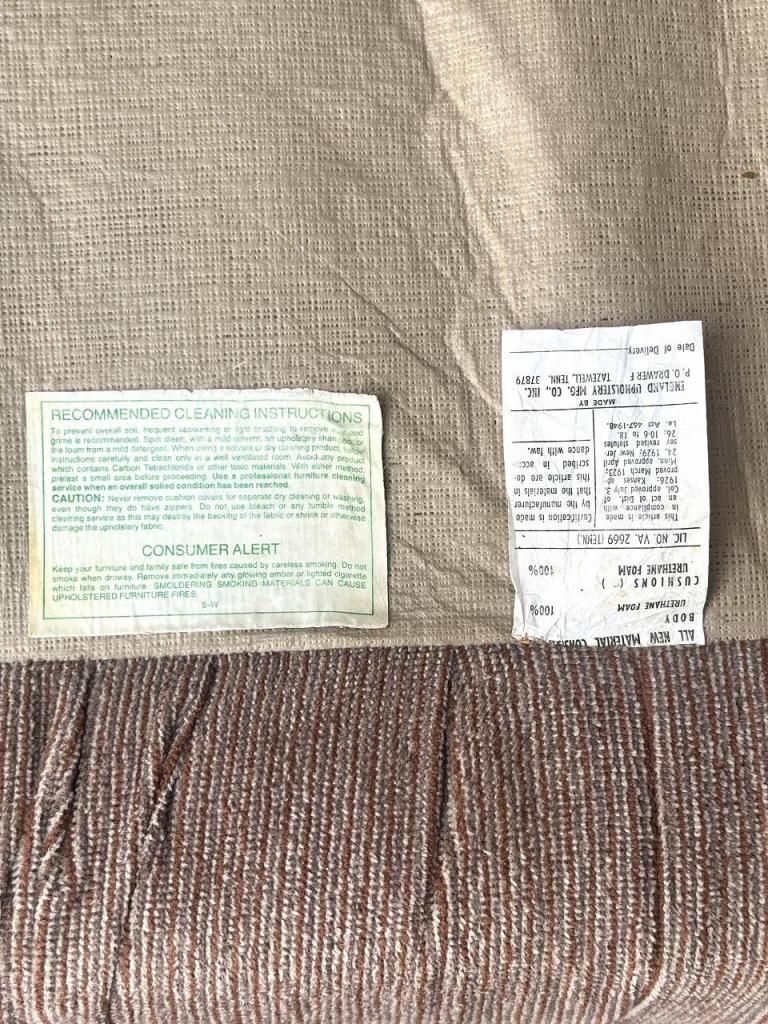 RECOMMENDED CLEANING INSTRUCTIONS
To prevent overall soil, frequent vacuuming or light brushing to remove and
grime is recommended. Spot clean, with a mild solvent, an upholstery shampoo, or
the foam from a mild detergent. When using a solvent or dry cleaning product, follow
instructions carefully and clean only in a well ventilated room. Avoid any product
which contains Carbon Tetrachloride or other toxic materials. With either method,
pretest a small area before proceeding. Use a professional furniture cleaning
service when an overall soiled condition has been reached.
CAUTION: Never remove cushion covers for separate dry cleaning or washing,
even though they do have zippers. Do not use bleach or any tumble method
cleaning service as this may destroy the backing of the fabric or shrink or otherwise
damage the upholstery fabric.
CONSUMER ALERT
Keep your furniture and family safe from fires caused by careless smoking. Do not
smoke when drowsy. Remove immediately any glowing ember or lighted cigarette
which falls on furniture. SMOLDERING SMOKING MATERIALS CAN CAUSE
UPHOLSTERED FURNITURE FIRES.
S-W
ALL NEW MATERIAL
BODY
URETHANE FOAM 100%
CUSHIONS ( )
URETHANE FOAM 100%
LIC. NO. VA. 2669 (TENN.)
This article is made
in compliance with
an act of Dist. of
Col. approved July 3,
1926; Kansas ap-
proved March 1923;
Minn. approved April
24, 1929; New Jer-
sey revised statutes
26: 10-6 to 18.
La. Act 467-1948.
Certification is made
by the manufacturer
that the materials in
this article are de-
scribed in accor-
dance with law.
MADE BY
ENGLAND UPHOLSTERY MFG. CO., INC.
P. O. DRAWER F TAZEWELL, TENN. 37879
Date of Delivery